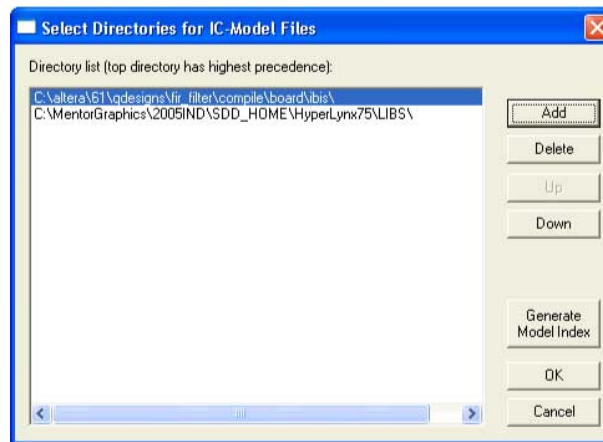 Select Directories for IC-Model Files
Directory list (top directory has highest precedence):
C:\altera\61\qdesigns\fir_filter\compile\board\ibis\
C:\MentorGraphics\2005IND\SDD_HOME\HyperLynx75\LIBS\
Add
Delete
Up
Down
Generate
Model Index
OK
Cancel